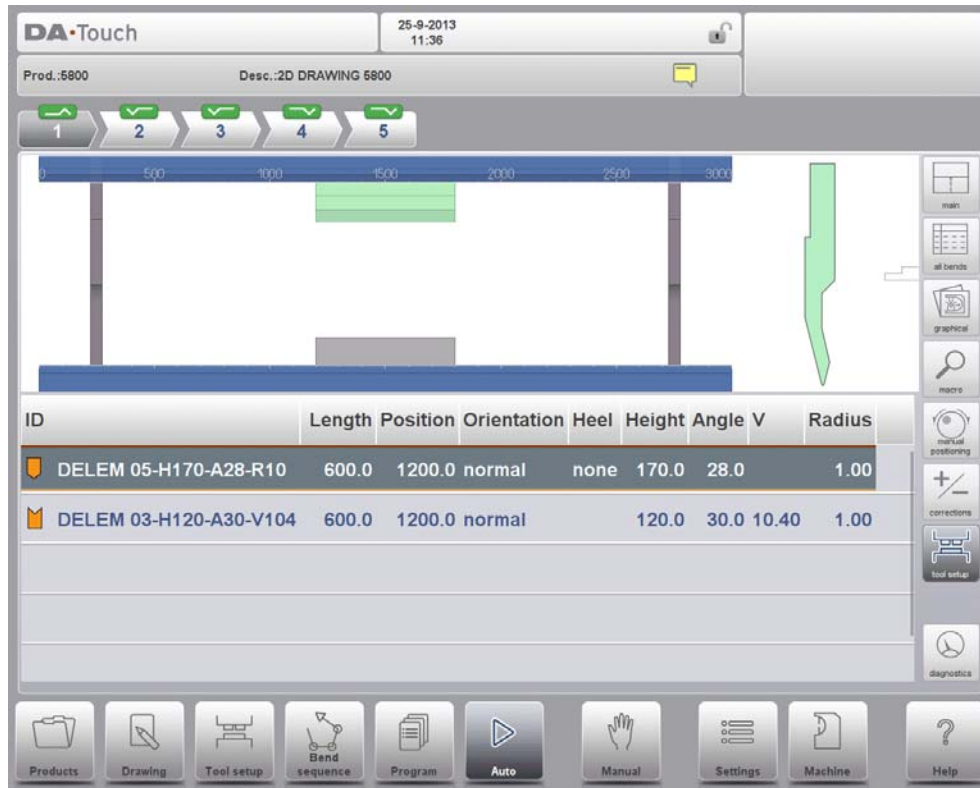 DA·Touch
25-9-2013
11:36
Prod.:5800 Desc.:2D DRAWING 5800
1 2 3 4 5
0 500 1000 1500 2000 2500 3000
main
all bends
graphical
macro
manual
positioning
corrections
tool setup
diagnostics
ID Length Position Orientation Heel Height Angle V Radius
DELEM 05-H170-A28-R10 600.0 1200.0 normal none 170.0 28.0 1.00
DELEM 03-H120-A30-V104 600.0 1200.0 normal 120.0 30.0 10.40 1.00
Products Drawing Tool setup Bend
sequence Program Auto Manual Settings Machine Help